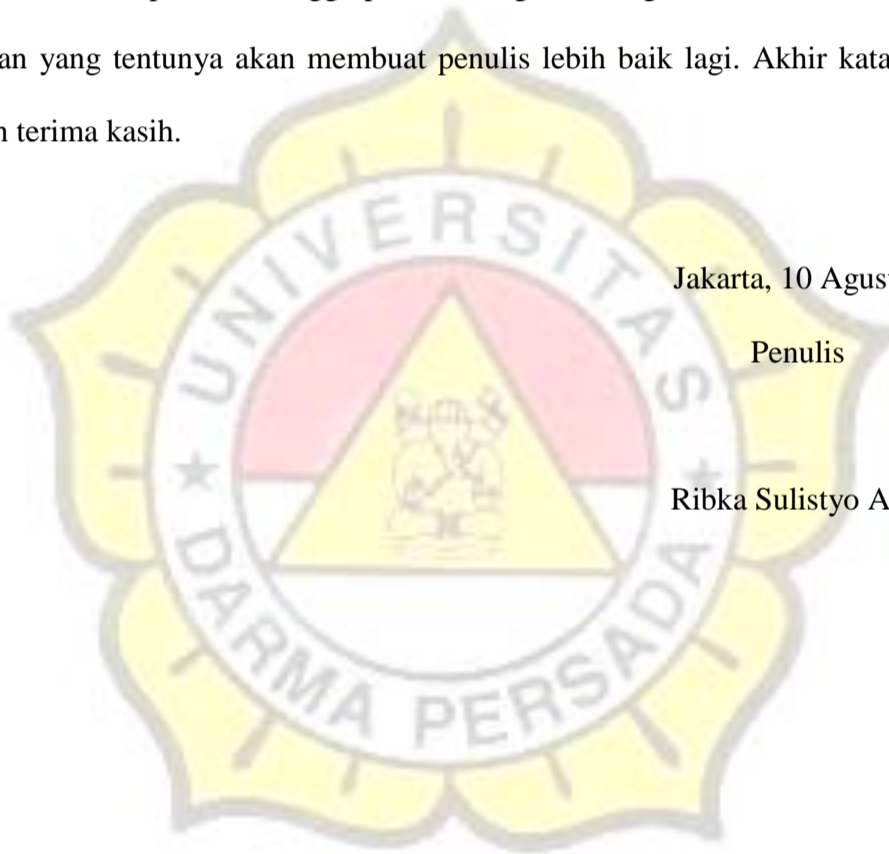 an yang tentunya akan membuat penulis lebih baik lagi. Akhir kata
terima kasih.
Jakarta, 10 Agus
Penulis
Ribka Sulistyo A
UNIVERSITAS
DARMA PERSADA